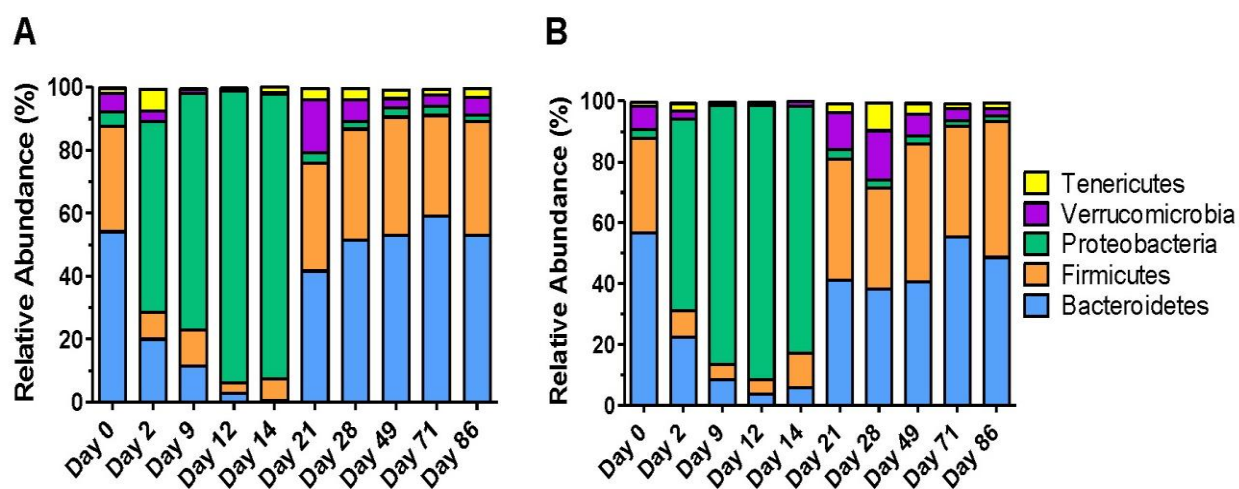 A
Relative Abundance (%)
100
80
60
40
20
0
Day 0
Day 2
Day 9
Day 12
Day 14
Day 21
Day 28
Day 49
Day 71
Day 86
B
Relative Abundance (%)
100
80
60
40
20
0
Day 0
Day 2
Day 9
Day 12
Day 14
Day 21
Day 28
Day 49
Day 71
Day 86
Tenericutes
Verrucomicrobia
Proteobacteria
Firmicutes
Bacteroidetes